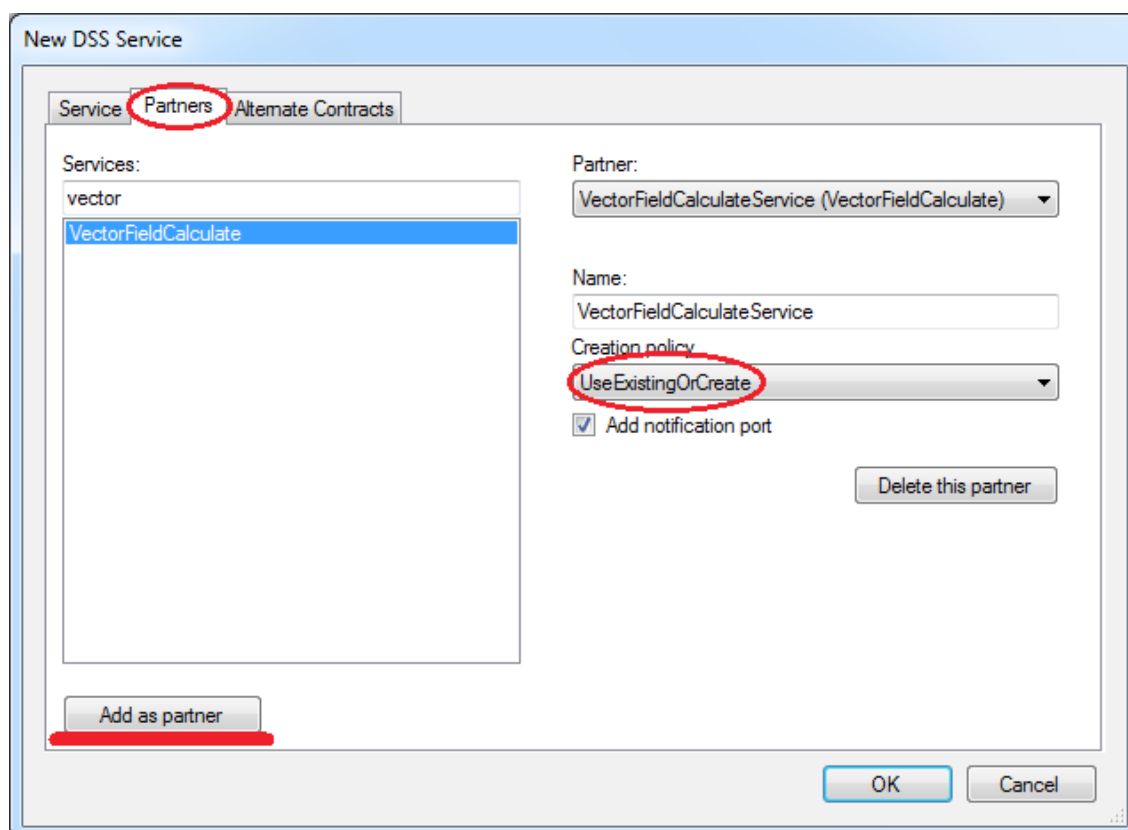 New DSS Service
Service Partners Alternate Contracts
Services:
vector
VectorFieldCalculate
Partner:
VectorFieldCalculateService (VectorFieldCalculate)
Name:
VectorFieldCalculateService
Creation policy
UseExistingOrCreate
Add notification port
Delete this partner
Add as partner
OK Cancel